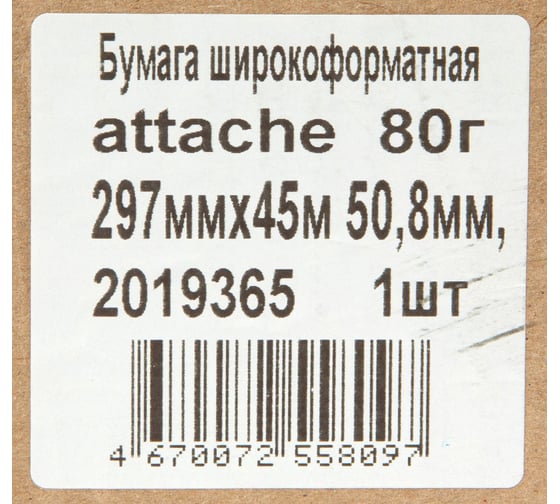 Бумага широкоформатная
attache 80г
297ммх45м 50,8мм,
2019365 1шт
4 670072 558097